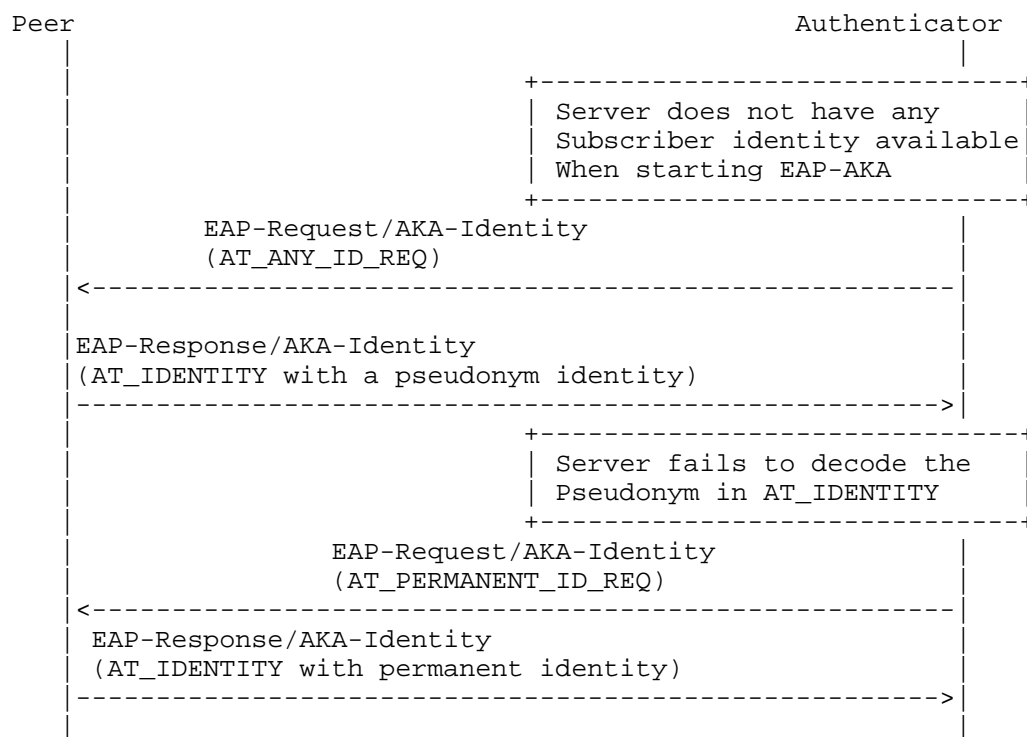 Peer Authenticator
Server does not have any
Subscriber identity available
When starting EAP-AKA
EAP-Request/AKA-Identity
(AT_ANY_ID_REQ)
EAP-Response/AKA-Identity
(AT_IDENTITY with a pseudonym identity)
Server fails to decode the
Pseudonym in AT_IDENTITY
EAP-Request/AKA-Identity
(AT_PERMANENT_ID_REQ)
EAP-Response/AKA-Identity
(AT_IDENTITY with permanent identity)